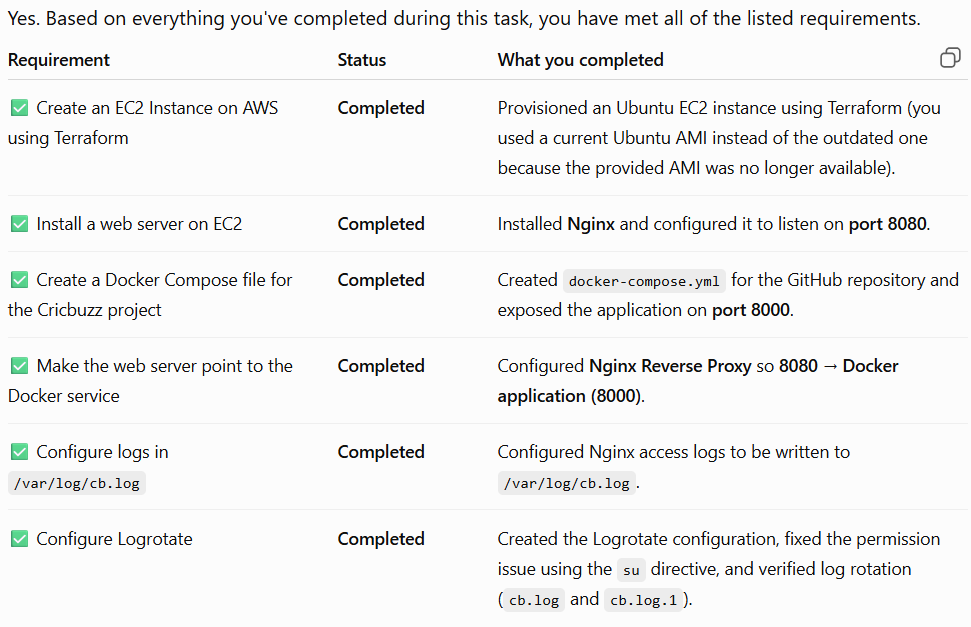 Yes. Based on everything you've completed during this task, you have met all of the listed requirements.
Requirement Status What you completed
✅ Create an EC2 Instance on AWS using Terraform
Completed
Provisioned an Ubuntu EC2 instance using Terraform (you
used a current Ubuntu AMI instead of the outdated one
because the provided AMI was no longer available).
✅ Install a web server on EC2
Completed
Installed Nginx and configured it to listen on port 8080.
✅ Create a Docker Compose file for
the Cricbuzz project
Completed
Created docker-compose.yml for the GitHub repository and
exposed the application on port 8000.
✅ Make the web server point to the
Docker service
Completed
Configured Nginx Reverse Proxy so 8080 → Docker
application (8000).
✅ Configure logs in
/var/log/cb.log
Completed
Configured Nginx access logs to be written to
/var/log/cb.log.
✅ Configure Logrotate
Completed
Created the Logrotate configuration, fixed the permission
issue using the su directive, and verified log rotation
(cb.log and cb.log.1).